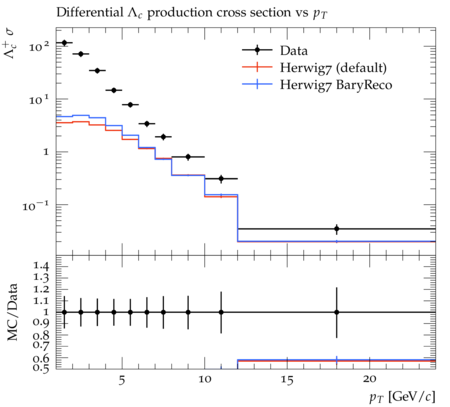 Differential Λc production cross section vs pT
Λc+ σ
10²
10¹
1
10⁻¹
Data
Herwig7 (default)
Herwig7 BaryReco
MC/Data
1.4
1.3
1.2
1.1
1
0.9
0.8
0.7
0.6
0.5
5
10
15
20
pT [GeV/c]